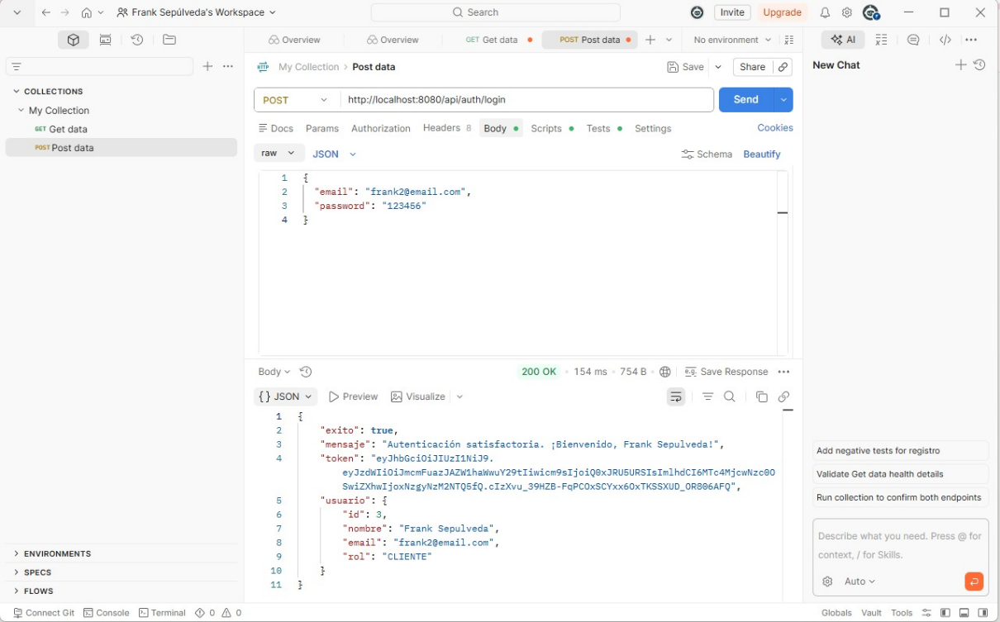 Frank Sepúlveda's Workspace
Search
Invite
Upgrade
Overview
Overview
GET Get data
POST Post data
No environment
AI
COLLECTIONS
My Collection
GET Get data
POST Post data
ENVIRONMENTS
SPECS
FLOWS
HTTP My Collection > Post data
Save
Share
POST http://localhost:8080/api/auth/login
Send
Docs Params Authorization Headers 8 Body Scripts Tests Settings Cookies
raw JSON Schema Beautify
1 {
2 "email": "frank2@email.com",
3 "password": "123456"
4 }
Body 200 OK 154 ms 754 B e.g. Save Response
{} JSON Preview Visualize
1 {
2 "exito": true,
3 "mensaje": "Autenticación satisfactoria. ¡Bienvenido, Frank Sepulveda!",
4 "token": "eyJhbGciOiJIUzI1NiJ9.
eyJzdWIiOiJmcmFuazJAZW1haWwuY29tIiwicm9sIjoiQ0xJRU5URSIsImlhdCI6MTc4MjcwNzc0O
SwiZXhwIjoxNzgyNzM2NTQ5fQ.cIzXvu_39HZB-FqPCOxSCYxx6OxTKSSXUD_OR806AFQ",
5 "usuario": {
6 "id": 3,
7 "nombre": "Frank Sepulveda",
8 "email": "frank2@email.com",
9 "rol": "CLIENTE"
10 }
11 }
New Chat
Add negative tests for registro
Validate Get data health details
Run collection to confirm both endpoints
Describe what you need. Press @ for
context, / for Skills.
Auto
Connect Git Console Terminal 0 0
Globals Vault Tools